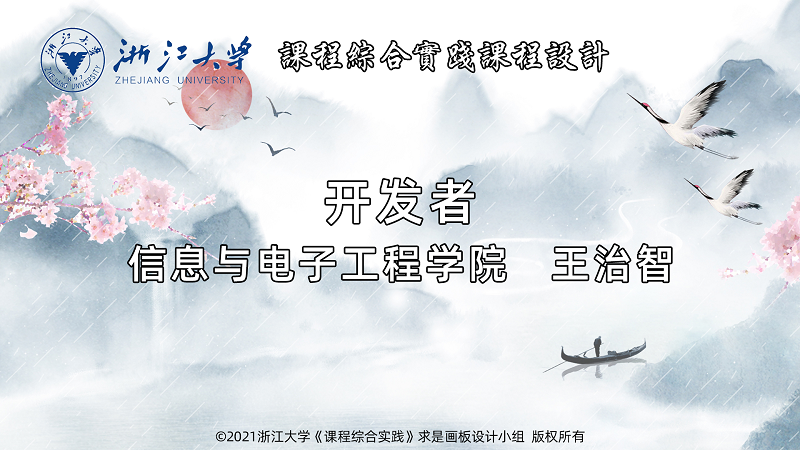 浙江大学 課程綜合實踐課程設計
ZHEJIANG UNIVERSITY
开发者
信息与电子工程学院 王治智
©2021浙江大学《课程综合实践》求是画板设计小组 版权所有